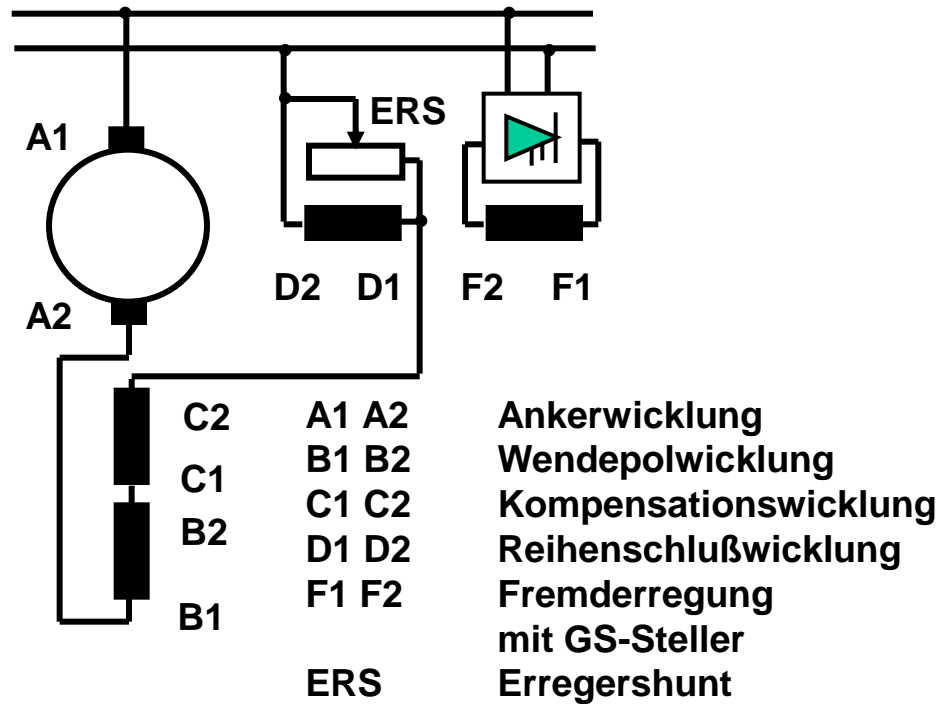 ERS
A1
D2 D1 F2 F1
A2
C2 A1 A2 Ankerwicklung
B1 B2 Wendepolwicklung
C1 C1 C2 Kompensationswicklung
B2 D1 D2 Reihenschlußwicklung
F1 F2 Fremderregung
B1 mit GS-Steller
ERS Erregershunt